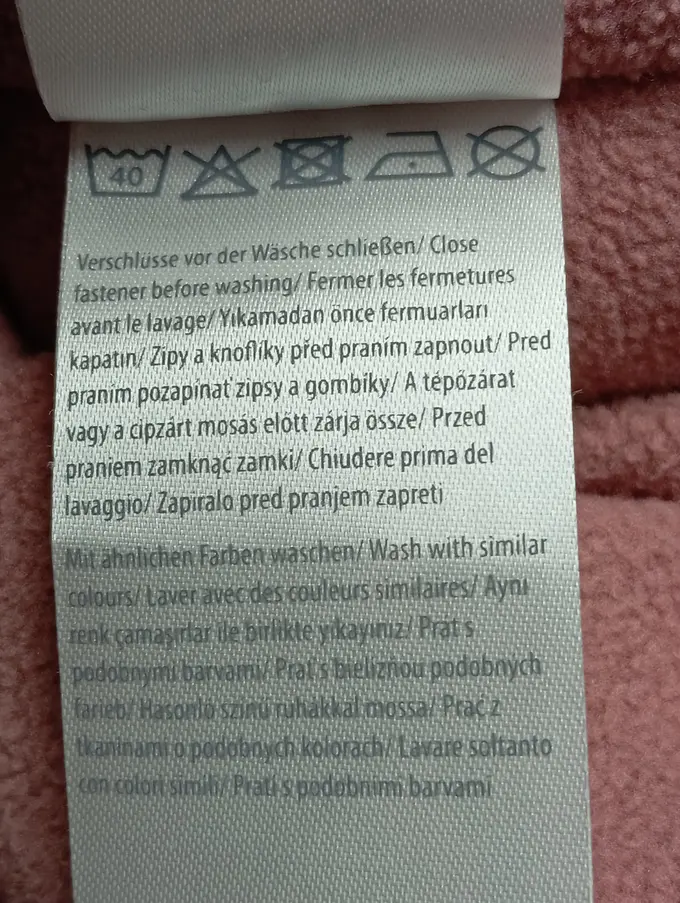 40
Verschlüsse vor der Wäsche schließen/ Close
fastener before washing/ Fermer les fermetures
avant le lavage/ Yıkamadan önce fermuarları
kapatın/ Zipy a knoflíky před praním zapnout/ Pred
praním pozapínať zipsy a gombíky/ A tépőzárat
vagy a cipzárt mosás előtt zárja össze/ Przed
praniem zamknąć zamki/ Chiudere prima del
lavaggio/ Zapiralo pred pranjem zapreti
Mit ähnlichen Farben waschen/ Wash with similar
colours/ Laver avec des couleurs similaires/ Aynı
renk çamaşırlar ile birlikte yıkayınız/ Prát s
podobnými barvami/ Prať s bielizňou podobných
farieb/ Hasonló színű ruhákkal mossa/ Prać z
tkaninami o podobnych kolorach/ Lavare soltanto
con colori simili/ Prati s podobnimi barvami